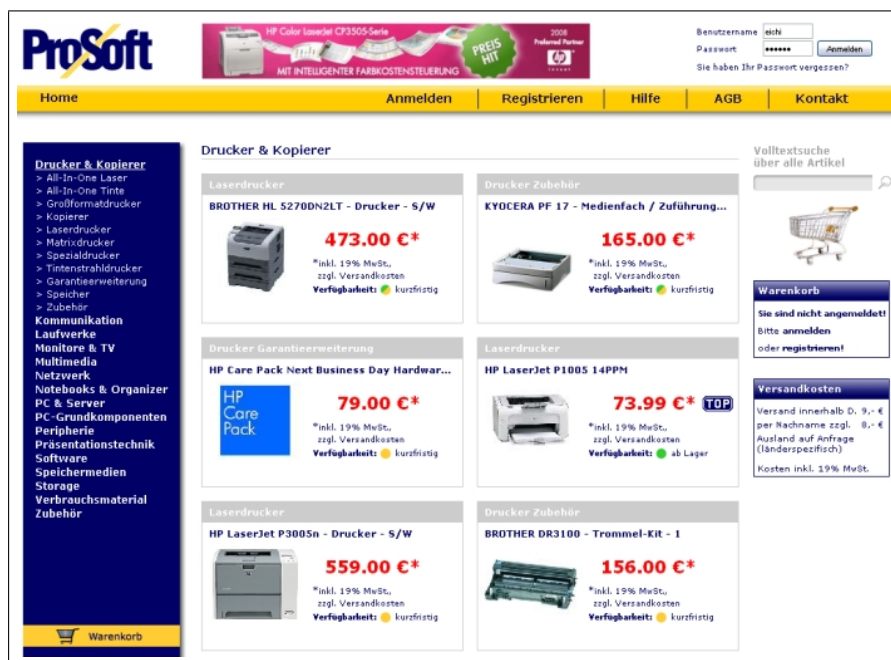 ProSoft
HP Color LaserJet CP3505-Serie
PREIS HIT
2008
Preferred Partner
hp
invent
MIT INTELLIGENTER FARBKOSTENSTEUERUNG
Benutzername eichi
Passwort •••••• Anmelden
Sie haben Ihr Passwort vergessen?
Home Anmelden Registrieren Hilfe AGB Kontakt
Drucker & Kopierer
> All-In-One Laser
> All-In-One Tinte
> Großformatdrucker
> Kopierer
> Laserdrucker
> Matrixdrucker
> Spezialdrucker
> Tintenstrahldrucker
> Garantieerweiterung
> Speicher
> Zubehör
Kommunikation
Laufwerke
Monitore & TV
Multimedia
Netzwerk
Notebooks & Organizer
PC & Server
PC-Grundkomponenten
Peripherie
Präsentationstechnik
Software
Speichermedien
Storage
Verbrauchsmaterial
Zubehör
Warenkorb
Drucker & Kopierer
Laserdrucker
BROTHER HL 5270DN2LT - Drucker - S/W
473.00 €*
*inkl. 19% MwSt.,
zzgl. Versandkosten
Verfügbarkeit: kurzfristig
Drucker Zubehör
KYOCERA PF 17 - Medienfach / Zuführung...
165.00 €*
*inkl. 19% MwSt.,
zzgl. Versandkosten
Verfügbarkeit: kurzfristig
Drucker Garantieerweiterung
HP Care Pack Next Business Day Hardwar...
HP
Care
Pack
79.00 €*
*inkl. 19% MwSt.,
zzgl. Versandkosten
Verfügbarkeit: kurzfristig
Laserdrucker
HP LaserJet P1005 14PPM
73.99 €* TOP
*inkl. 19% MwSt.,
zzgl. Versandkosten
Verfügbarkeit: ab Lager
Laserdrucker
HP LaserJet P3005n - Drucker - S/W
559.00 €*
*inkl. 19% MwSt.,
zzgl. Versandkosten
Verfügbarkeit: kurzfristig
Drucker Zubehör
BROTHER DR3100 - Trommel-Kit - 1
156.00 €*
*inkl. 19% MwSt.,
zzgl. Versandkosten
Verfügbarkeit: kurzfristig
Volltextsuche
über alle Artikel
Warenkorb
Sie sind nicht angemeldet!
Bitte anmelden
oder registrieren!
Versandkosten
Versand innerhalb D. 9,- €
per Nachname zzgl. 8,- €
Ausland auf Anfrage
(länderspezifisch)
Kosten inkl. 19% MwSt.